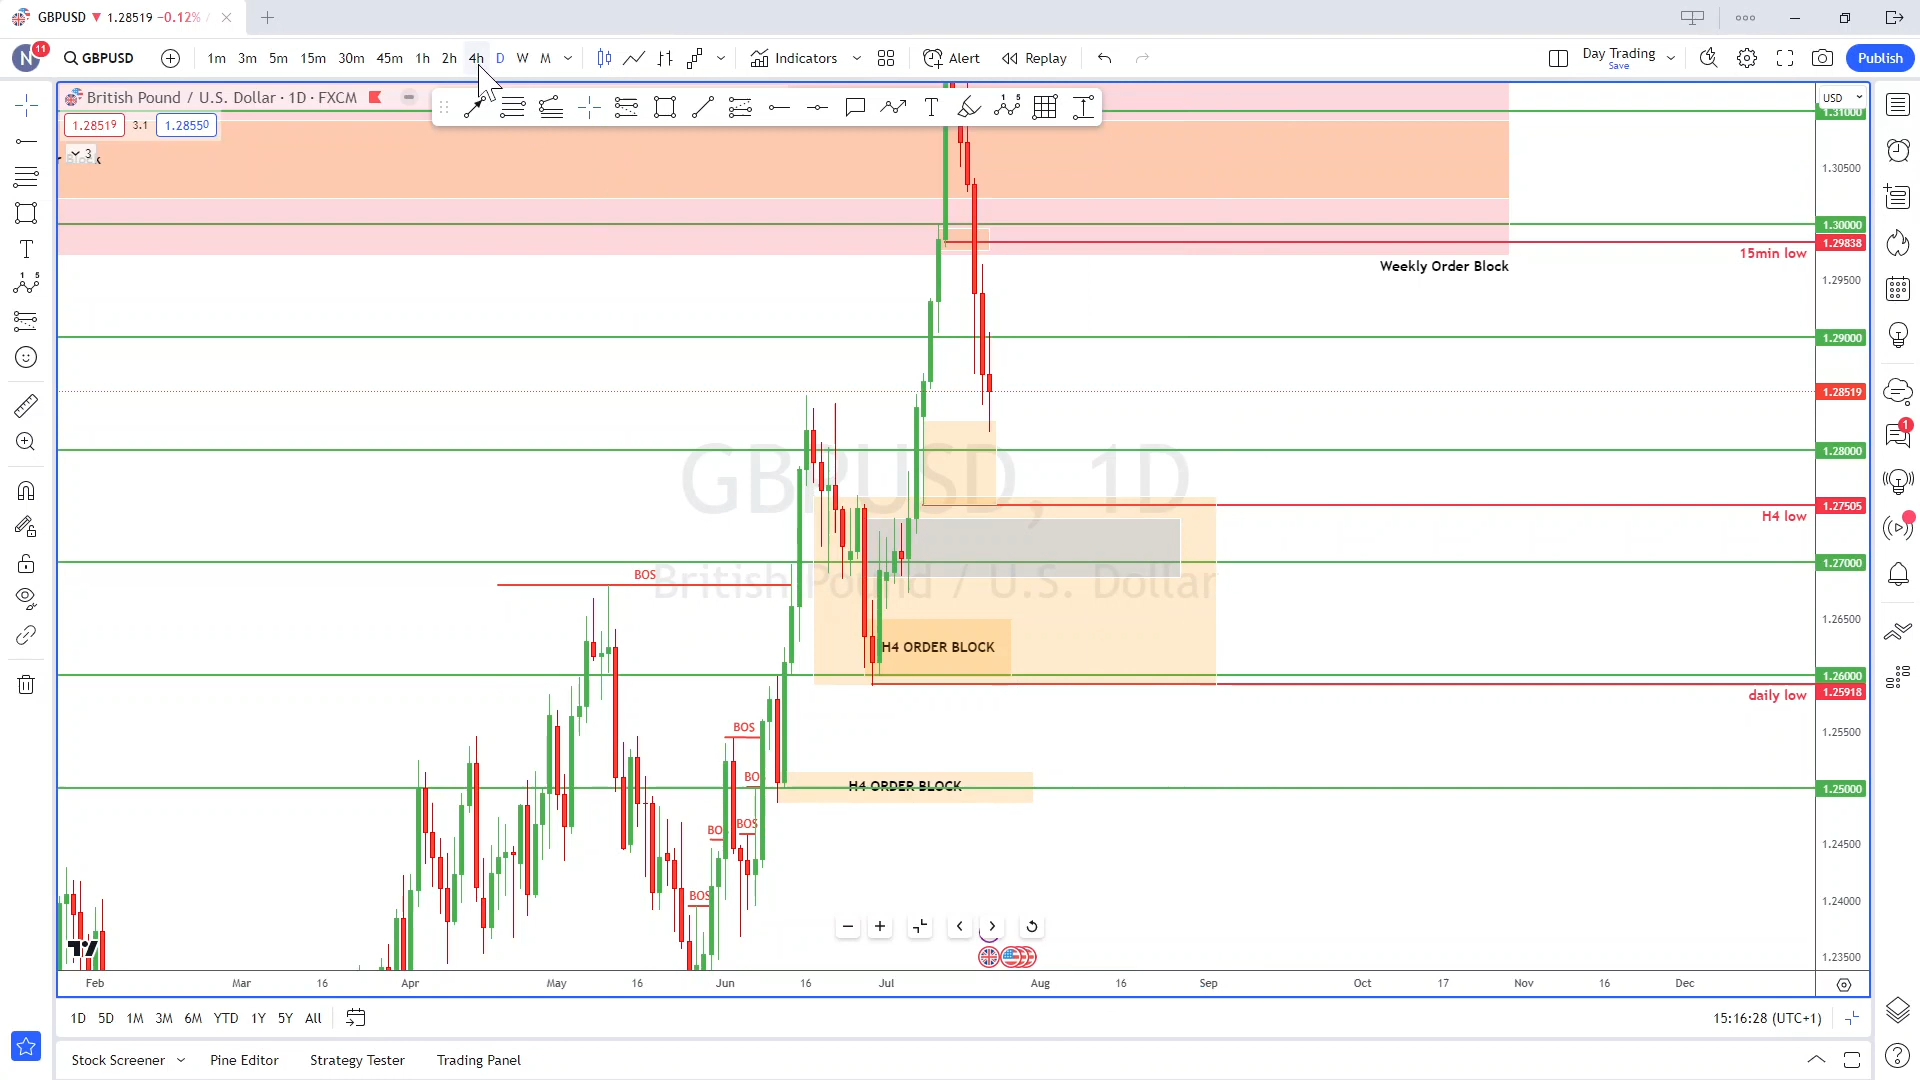 GBPUSD ▼ 1.28519 −0.12% /
N 11 GBPUSD 1m 3m 5m 15m 30m 45m 1h 2h 4h D W M Indicators Alert Replay Day Trading Save Publish
British Pound / U.S. Dollar · 1D · FXCM
USD
1.28519 3.1 1.28550
3
r Block
1.31000
1.30500
1.30000
1.29838
15min low
Weekly Order Block
1.29500
1.29000
1.28519
1.28000
GBPUSD, 1D
British Pound / U.S. Dollar
1.27505
H4 low
1.27000
BOS
1.26500
H4 ORDER BLOCK
1.26000
1.25918
daily low
BOS
1.25500
BO
H4 ORDER BLOCK
1.25000
BO BOS
1.24500
BOS
1.24000
1.23500
Feb Mar 16 Apr May 16 Jun 16 Jul Aug 16 Sep Oct 17 Nov 16 Dec
1D 5D 1M 3M 6M YTD 1Y 5Y All 15:16:28 (UTC+1)
Stock Screener Pine Editor Strategy Tester Trading Panel
1